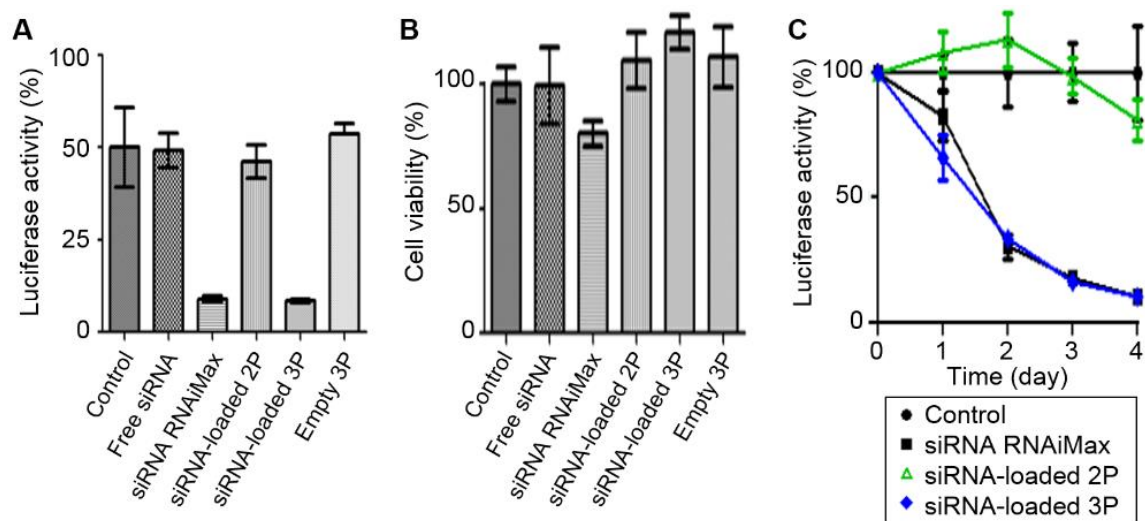 A
Luciferase activity (%)
100
50
25
0
Control
Free siRNA
siRNA RNAiMax
siRNA-loaded 2P
siRNA-loaded 3P
Empty 3P
B
Cell viability (%)
100
50
0
Control
Free siRNA
siRNA RNAiMax
siRNA-loaded 2P
siRNA-loaded 3P
Empty 3P
C
Luciferase activity (%)
100
50
0
0 1 2 3 4
Time (day)
Control
siRNA RNAiMax
siRNA-loaded 2P
siRNA-loaded 3P